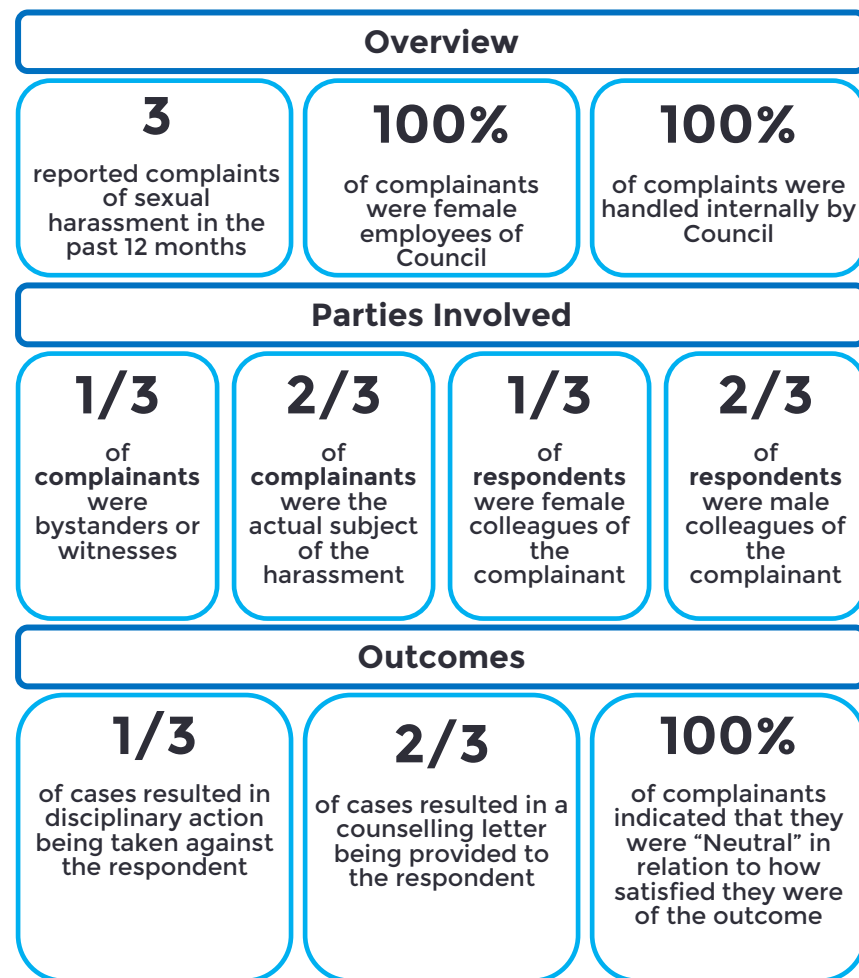 Overview
3
reported complaints
of sexual
harassment in the
past 12 months
100%
of complainants
were female
employees of
Council
100%
of complaints were
handled internally by
Council
Parties Involved
1/3
of
complainants
were
bystanders or
witnesses
2/3
of
complainants
were the
actual subject
of the
harassment
1/3
of
respondents
were female
colleagues of
the
complainant
2/3
of
respondents
were male
colleagues of
the
complainant
Outcomes
1/3
of cases resulted in
disciplinary action
being taken against
the respondent
2/3
of cases resulted in a
counselling letter
being provided to
the respondent
100%
of complainants
indicated that they
were “Neutral” in
relation to how
satisfied they were
of the outcome